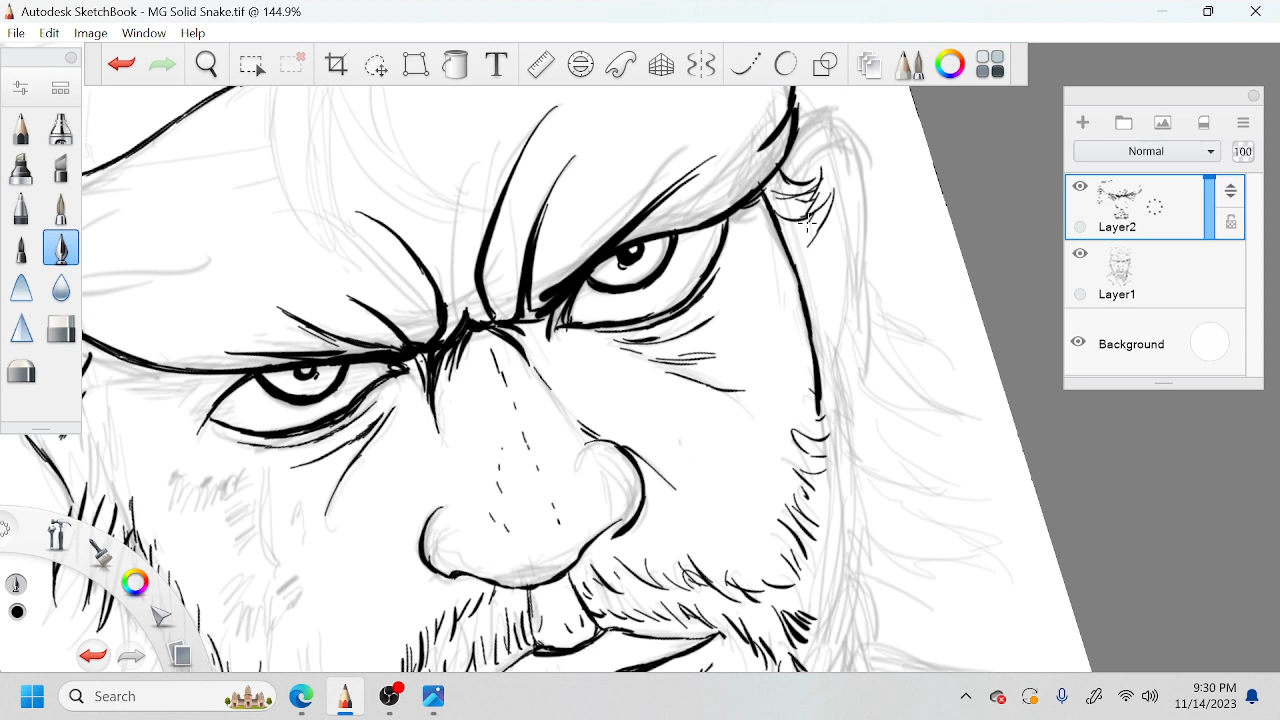 Autodesk SketchBook - MG Solid Snake.tif @ 144.9%
File Edit Image Window Help
T
Normal
100
Layer2
Layer1
Background
Search
9:30 PM
11/14/2023